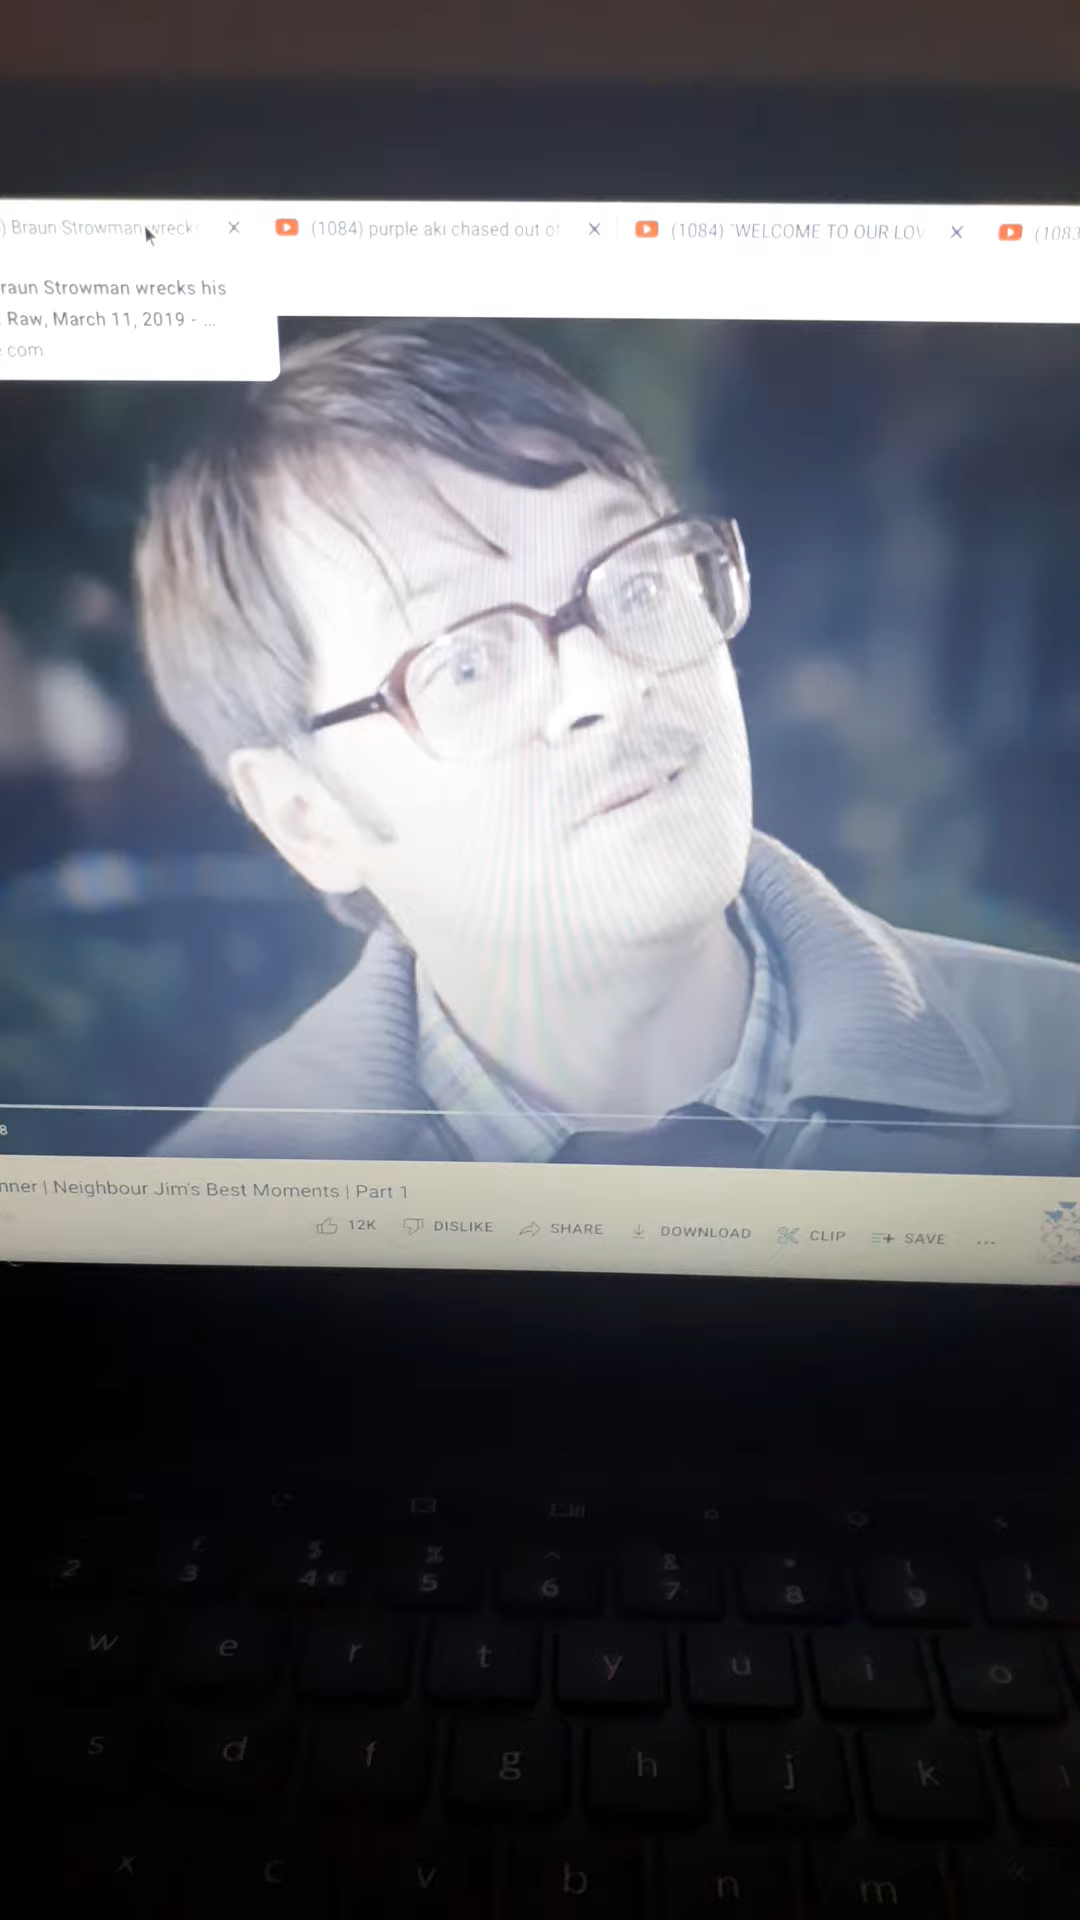 ) Braun Strowman wreck
(1084) purple aki chased out of
(1084) "WELCOME TO OUR LOV
(1083
raun Strowman wrecks his
Raw, March 11, 2019 - ...
com
8
nner | Neighbour Jim's Best Moments | Part 1
12K DISLIKE SHARE DOWNLOAD CLIP SAVE ...
£ $ % ^ & * ( )
2 3 4 € 5 6 7 8 9 0
w e r t y u i o
s d f g h j k l
x c v b n m